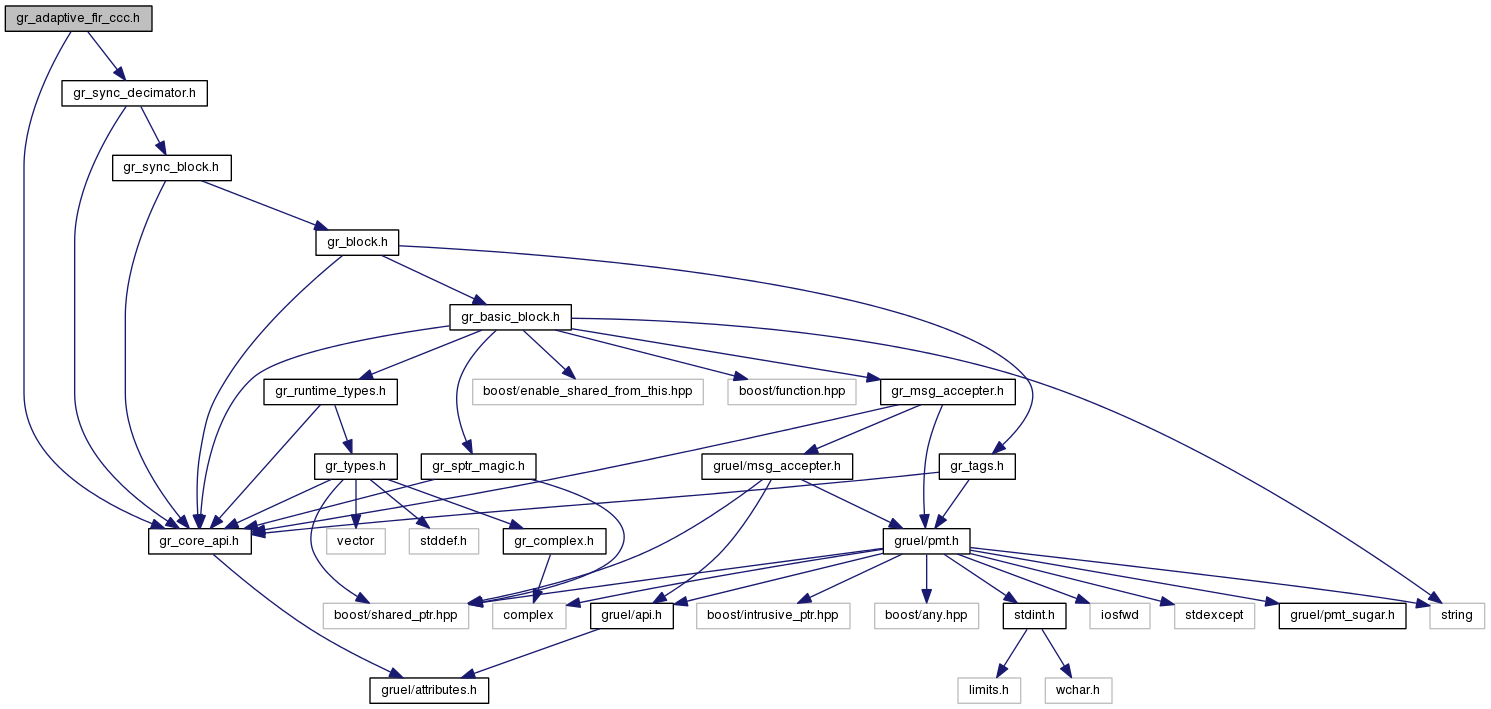 gr_adaptive_fir_ccc.h
gr_sync_decimator.h
gr_sync_block.h
gr_block.h
gr_basic_block.h
gr_runtime_types.h
boost/enable_shared_from_this.hpp
boost/function.hpp
gr_msg_accepter.h
gr_types.h
gr_sptr_magic.h
gruel/msg_accepter.h
gr_tags.h
gr_core_api.h
vector
stddef.h
gr_complex.h
gruel/pmt.h
boost/shared_ptr.hpp
complex
gruel/api.h
boost/intrusive_ptr.hpp
boost/any.hpp
stdint.h
iosfwd
stdexcept
gruel/pmt_sugar.h
string
gruel/attributes.h
limits.h
wchar.h